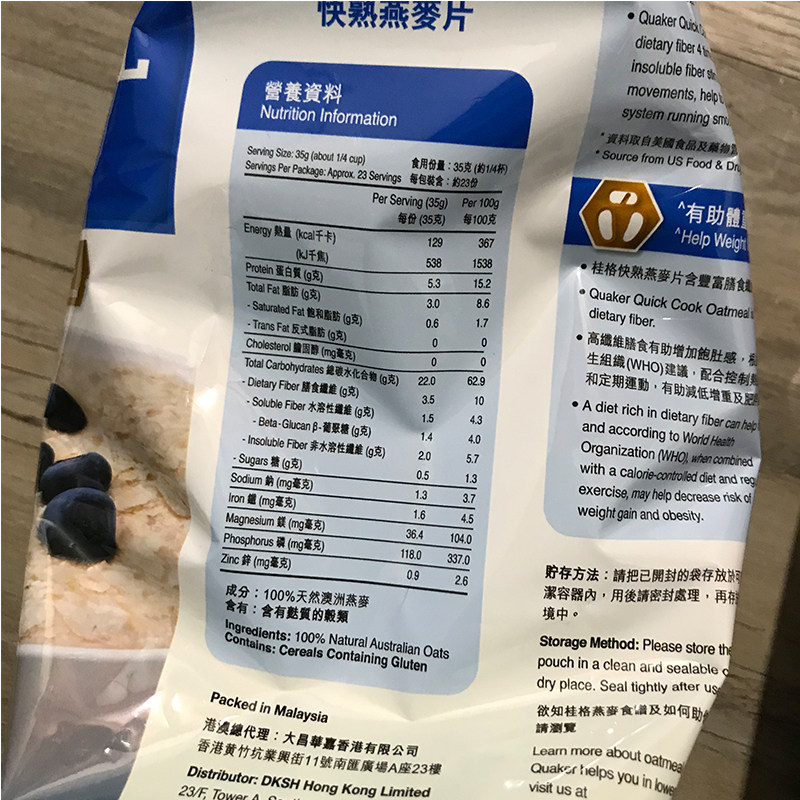 快熟燕麥片
營養資料
Nutrition Information
Serving Size: 35g (about 1/4 cup) 食用份量：35克 (約1/4杯)
Servings Per Package: Approx. 23 Servings 每包裝含：約23份
Per Serving (35g) Per 100g
每份 (35克) 每100克
Energy 熱量 (kcal千卡) 129 367
(kJ千焦) 538 1538
Protein 蛋白質 (g克) 5.3 15.2
Total Fat 脂肪 (g克) 3.0 8.6
- Saturated Fat 飽和脂肪 (g克) 0.6 1.7
- Trans Fat 反式脂肪 (g克) 0 0
Cholesterol 膽固醇 (mg毫克) 0 0
Total Carbohydrates 總碳水化合物 (g克) 22.0 62.9
- Dietary Fiber 膳食纖維 (g克) 3.5 10
- Soluble Fiber 水溶性纖維 (g克) 1.5 4.3
- Beta-Glucan β-葡聚糖 (g克) 1.4 4.0
- Insoluble Fiber 非水溶性纖維 (g克) 2.0 5.7
- Sugars 糖 (g克) 0.5 1.3
Sodium 鈉 (mg毫克) 1.3 3.7
Iron 鐵 (mg毫克) 1.6 4.5
Magnesium 鎂 (mg毫克) 36.4 104.0
Phosphorus 磷 (mg毫克) 118.0 337.0
Zinc 鋅 (mg毫克) 0.9 2.6
成分：100%天然澳洲燕麥
含有：含有麩質的穀類
Ingredients: 100% Natural Australian Oats
Contains: Cereals Containing Gluten
Packed in Malaysia
港澳總代理：大昌華嘉香港有限公司
香港黃竹坑業興街11號南匯廣場A座23樓
Distributor: DKSH Hong Kong Limited
23/F, Tower A,
• Quaker Quick
dietary fiber 4
insoluble fiber
movements, help
system running
*資料取自美國食品及藥物
*Source from US Food &
^有助體
^Help Weight
• 桂格快熟燕麥片含豐富膳食
• Quaker Quick Cook Oatmeal
dietary fiber.
• 高纖維膳食有助增加飽肚感，
生組織(WHO)建議，配合控制
和定期運動，有助減低增重及肥
• A diet rich in dietary fiber can help
and according to World Health
Organization (WHO), when combined
with a calorie-controlled diet and
exercise, may help decrease risk of
weight gain and obesity.
貯存方法：請把已開封的袋存放於
潔容器內，用後請密封處理，再在
境中。
Storage Method: Please store the
pouch in a clean and sealable
dry place. Seal tightly after
欲知桂格燕麥食譜及如何助
請瀏覽
Learn more about oatmeal
Quaker helps you in
visit us at